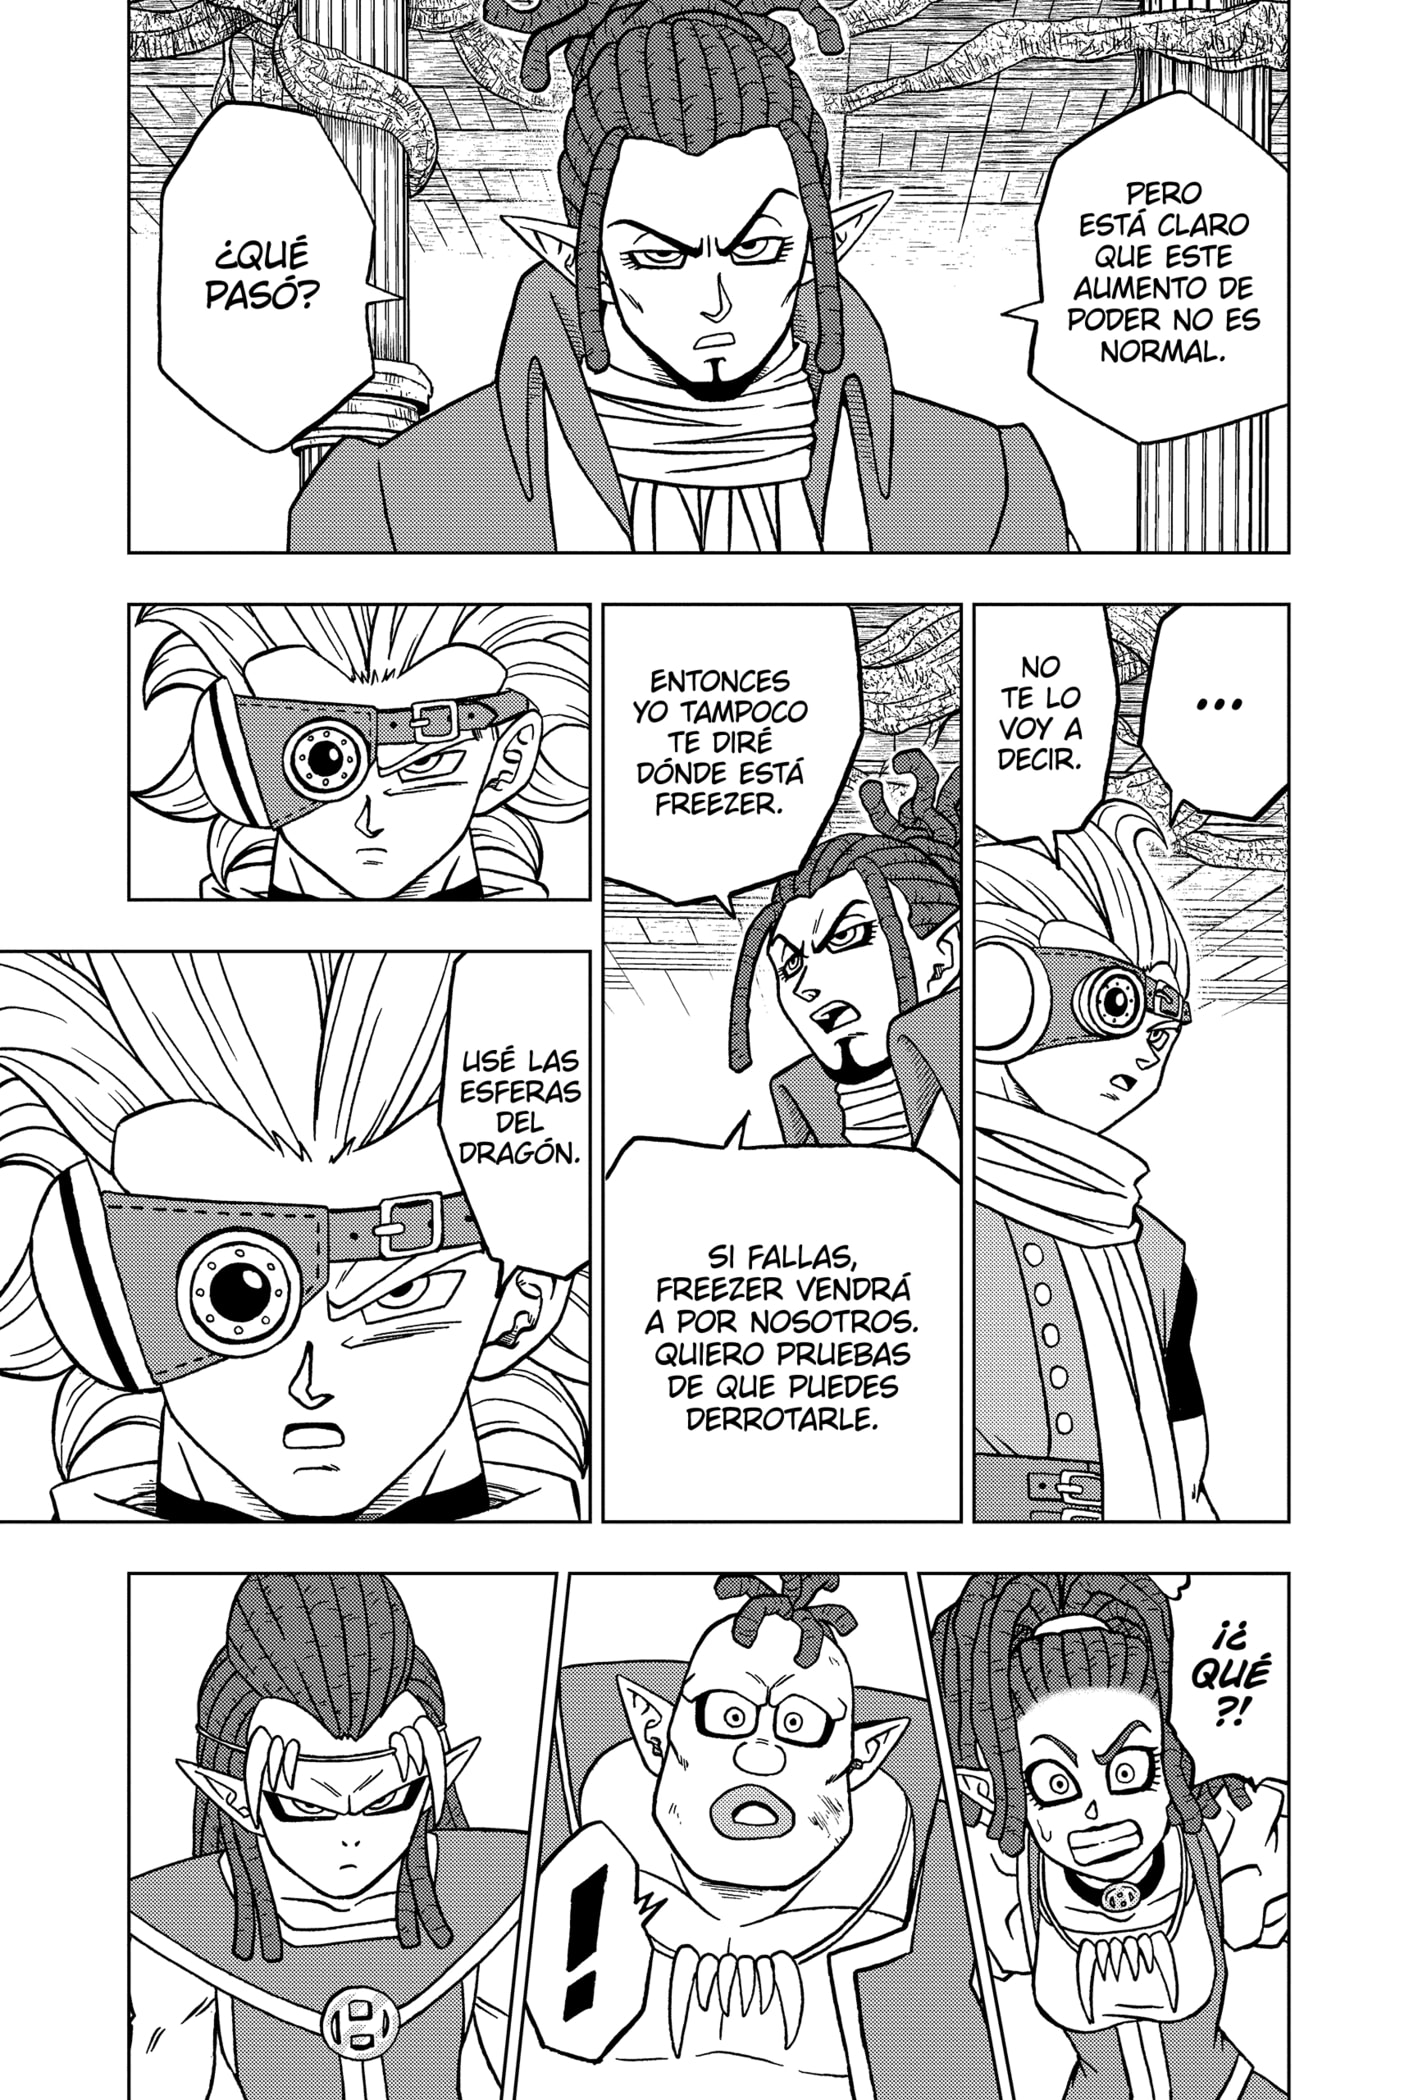 PERO
ESTÁ CLARO
QUE ESTE
AUMENTO DE
PODER NO ES
NORMAL.
¿QUÉ
PASÓ?
...
NO
TE LO
VOY A
DECIR.
ENTONCES
YO TAMPOCO
TE DIRÉ
DÓNDE ESTÁ
FREEZER.
SI FALLAS,
FREEZER VENDRÁ
A POR NOSOTROS.
QUIERO PRUEBAS
DE QUE PUEDES
DERROTARLE.
USÉ LAS
ESFERAS
DEL
DRAGÓN.
¡¿
QUÉ
?!
!